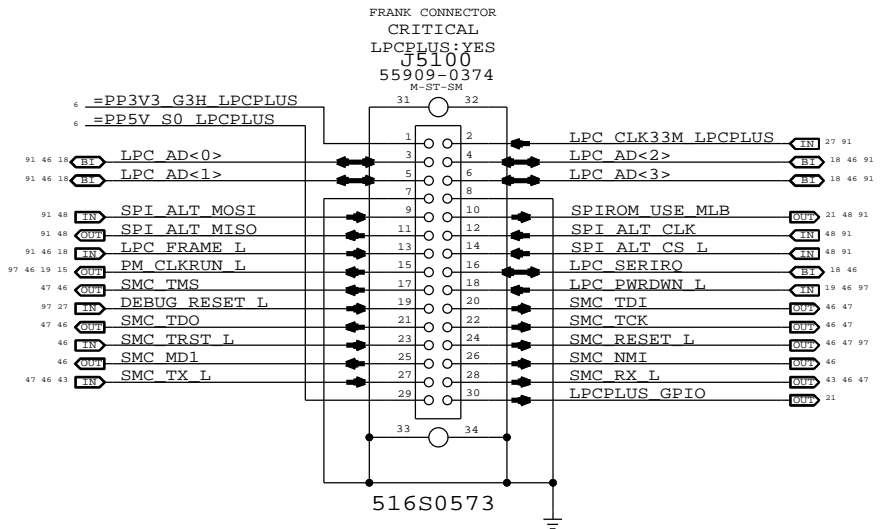 FRANK CONNECTOR
CRITICAL
LPCPLUS:YES
J5100
55909-0374
M-ST-SM
31 32
6 =PP3V3_G3H_LPCPLUS
6 =PP5V_S0_LPCPLUS
1 2 LPC_CLK33M_LPCPLUS IN 27 91
91 46 18 BI LPC_AD<0> 3 4 LPC_AD<2> BI 18 46 91
91 46 18 BI LPC_AD<1> 5 6 LPC_AD<3> BI 18 46 91
7 8
91 48 IN SPI_ALT_MOSI 9 10 SPIROM_USE_MLB OUT 21 48 91
91 48 OUT SPI_ALT_MISO 11 12 SPI_ALT_CLK IN 48 91
91 46 18 IN LPC_FRAME_L 13 14 SPI_ALT_CS_L IN 48 91
97 46 19 15 OUT PM_CLKRUN_L 15 16 LPC_SERIRQ BI 18 46
47 46 OUT SMC_TMS 17 18 LPC_PWRDWN_L IN 19 46 97
97 27 IN DEBUG_RESET_L 19 20 SMC_TDI OUT 46 47
47 46 OUT SMC_TDO 21 22 SMC_TCK OUT 46 47
46 IN SMC_TRST_L 23 24 SMC_RESET_L OUT 46 47 97
46 OUT SMC_MD1 25 26 SMC_NMI OUT 46
47 46 43 IN SMC_TX_L 27 28 SMC_RX_L OUT 43 46 47
29 30 LPCPLUS_GPIO OUT 21
33 34
516S0573